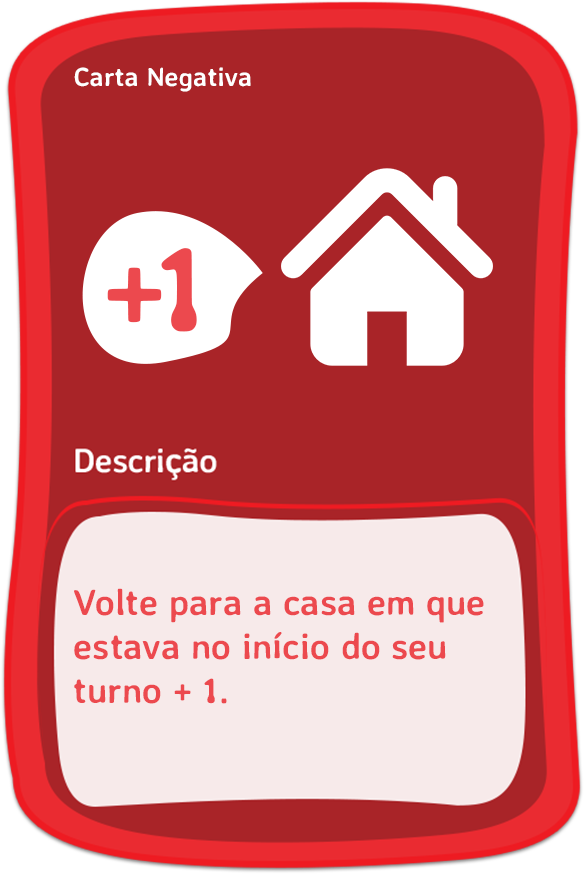 Carta Negativa
+1
Descrição
Volte para a casa em que
estava no início do seu
turno + 1.